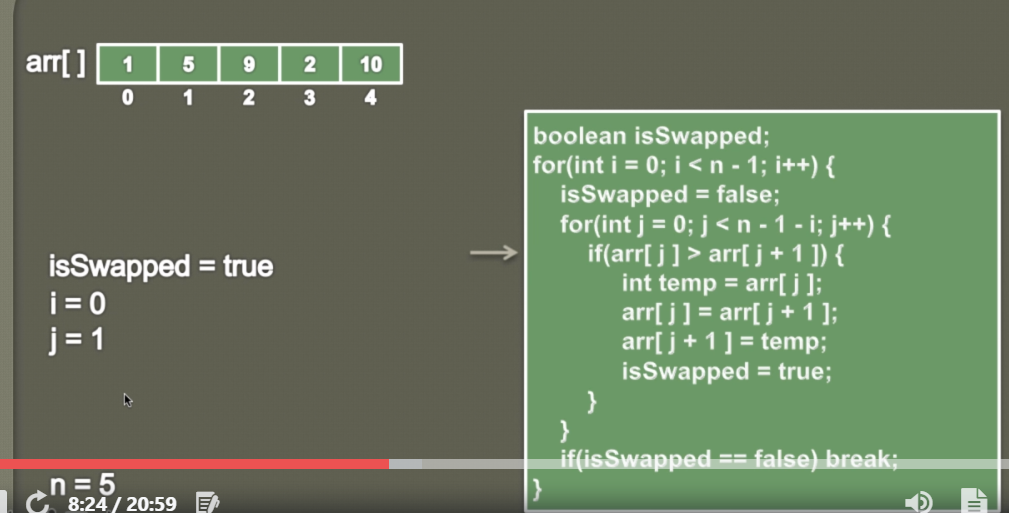 arr[ ] 1 5 9 2 10
0 1 2 3 4
boolean isSwapped;
for(int i = 0; i < n - 1; i++) {
isSwapped = false;
for(int j = 0; j < n - 1 - i; j++) {
if(arr[ j ] > arr[ j + 1 ]) {
int temp = arr[ j ];
arr[ j ] = arr[ j + 1 ];
arr[ j + 1 ] = temp;
isSwapped = true;
}
}
if(isSwapped == false) break;
}
isSwapped = true
i = 0
j = 1
n = 5
8:24 / 20:59